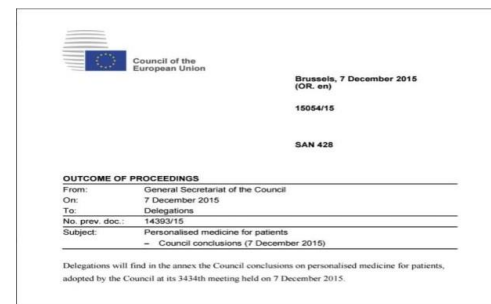 Council of the
European Union
Brussels, 7 December 2015
(OR. en)
15054/15
SAN 428
OUTCOME OF PROCEEDINGS
From: General Secretariat of the Council
On: 7 December 2015
To: Delegations
No. prev. doc.: 14393/15
Subject: Personalised medicine for patients
– Council conclusions (7 December 2015)
Delegations will find in the annex the Council conclusions on personalised medicine for patients,
adopted by the Council at its 3434th meeting held on 7 December 2015.